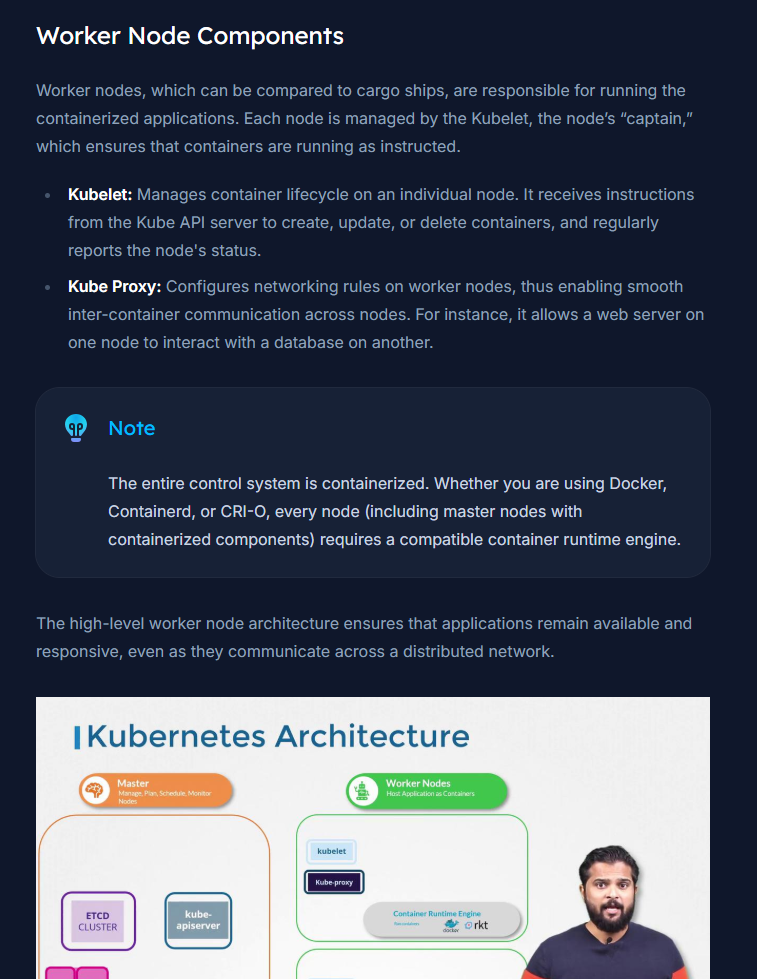 Worker Node Components
Worker nodes, which can be compared to cargo ships, are responsible for running the
containerized applications. Each node is managed by the Kubelet, the node’s “captain,”
which ensures that containers are running as instructed.
Kubelet: Manages container lifecycle on an individual node. It receives instructions
from the Kube API server to create, update, or delete containers, and regularly
reports the node's status.
Kube Proxy: Configures networking rules on worker nodes, thus enabling smooth
inter-container communication across nodes. For instance, it allows a web server on
one node to interact with a database on another.
Note
The entire control system is containerized. Whether you are using Docker,
Containerd, or CRI-O, every node (including master nodes with
containerized components) requires a compatible container runtime engine.
The high-level worker node architecture ensures that applications remain available and
responsive, even as they communicate across a distributed network.
Kubernetes Architecture
Master
Manage, Plan, Schedule, Monitor
Nodes
Worker Nodes
Host Application as Containers
kubelet
Kube-proxy
ETCD
CLUSTER
kube-
apiserver
Container Runtime Engine
docker
rkt